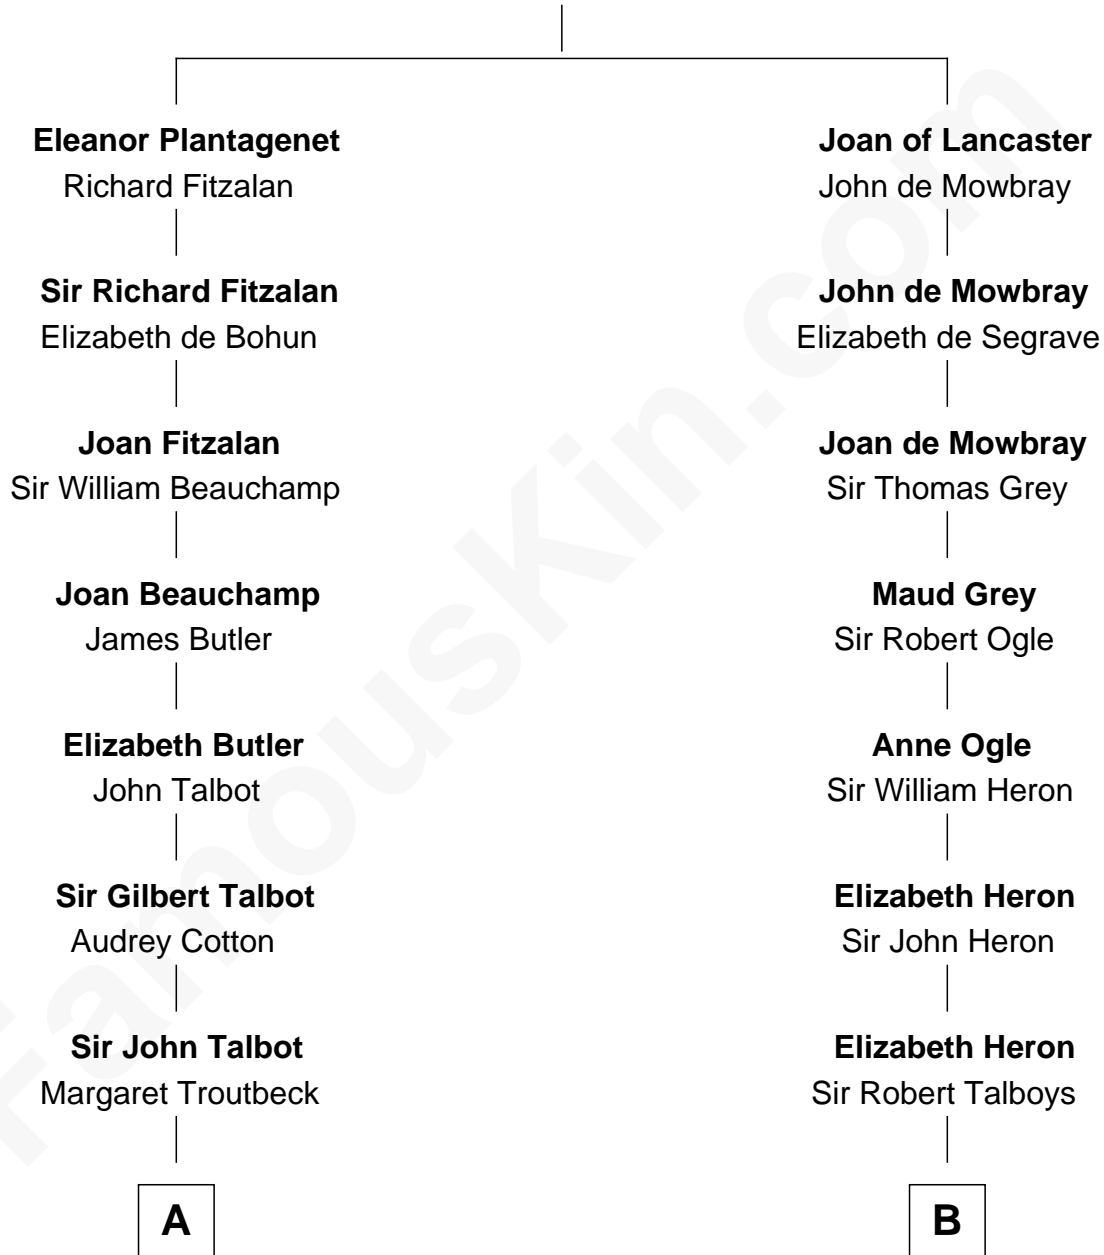 Eleanor Plantagenet
Richard Fitzalan
Sir Richard Fitzalan
Elizabeth de Bohun
Joan Fitzalan
Sir William Beauchamp
Joan Beauchamp
James Butler
Elizabeth Butler
John Talbot
Sir Gilbert Talbot
Audrey Cotton
Sir John Talbot
Margaret Troutbeck
A
Joan of Lancaster
John de Mowbray
John de Mowbray
Elizabeth de Segrave
Joan de Mowbray
Sir Thomas Grey
Maud Grey
Sir Robert Ogle
Anne Ogle
Sir William Heron
Elizabeth Heron
Sir John Heron
Elizabeth Heron
Sir Robert Talboys
B
FamousKin.com